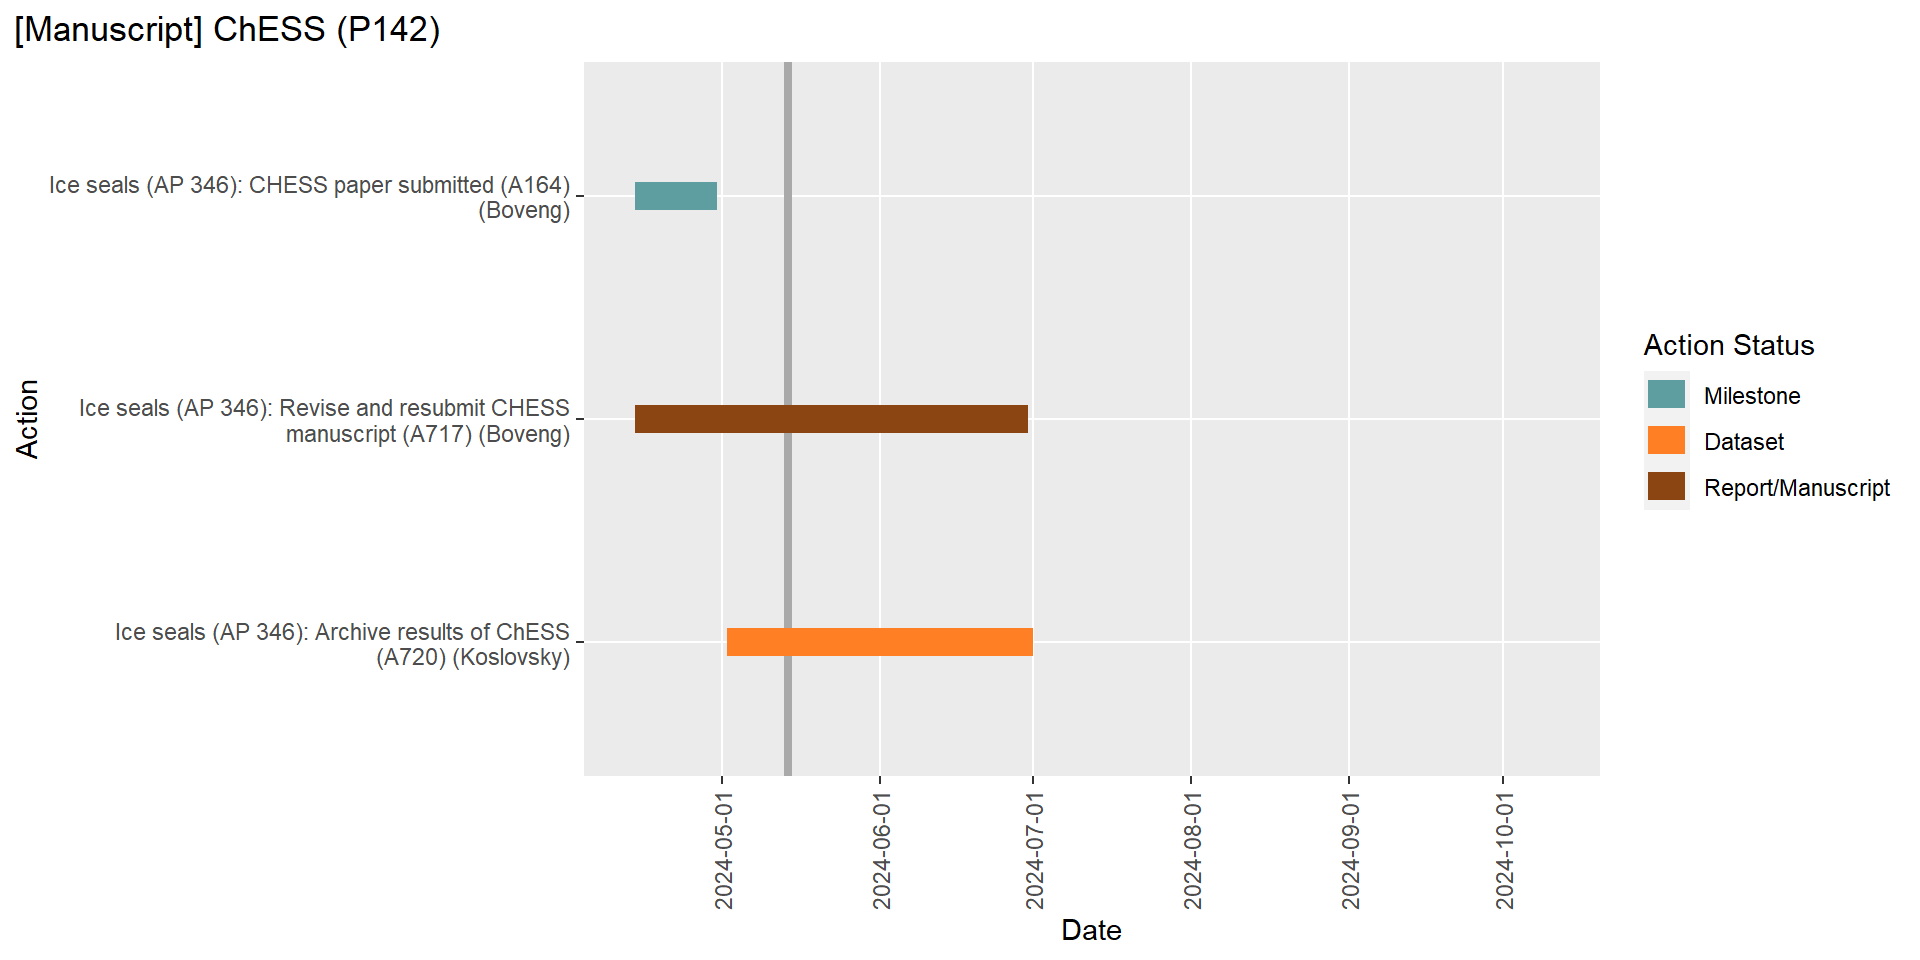 [Manuscript] ChESS (P142)
Ice seals (AP 346): CHESS paper submitted (A164)
(Boveng)
Ice seals (AP 346): Revise and resubmit CHESS
manuscript (A717) (Boveng)
Ice seals (AP 346): Archive results of ChESS
(A720) (Koslovsky)
Action
2024-05-01
2024-06-01
2024-07-01
2024-08-01
2024-09-01
2024-10-01
Date
Action Status
Milestone
Dataset
Report/Manuscript